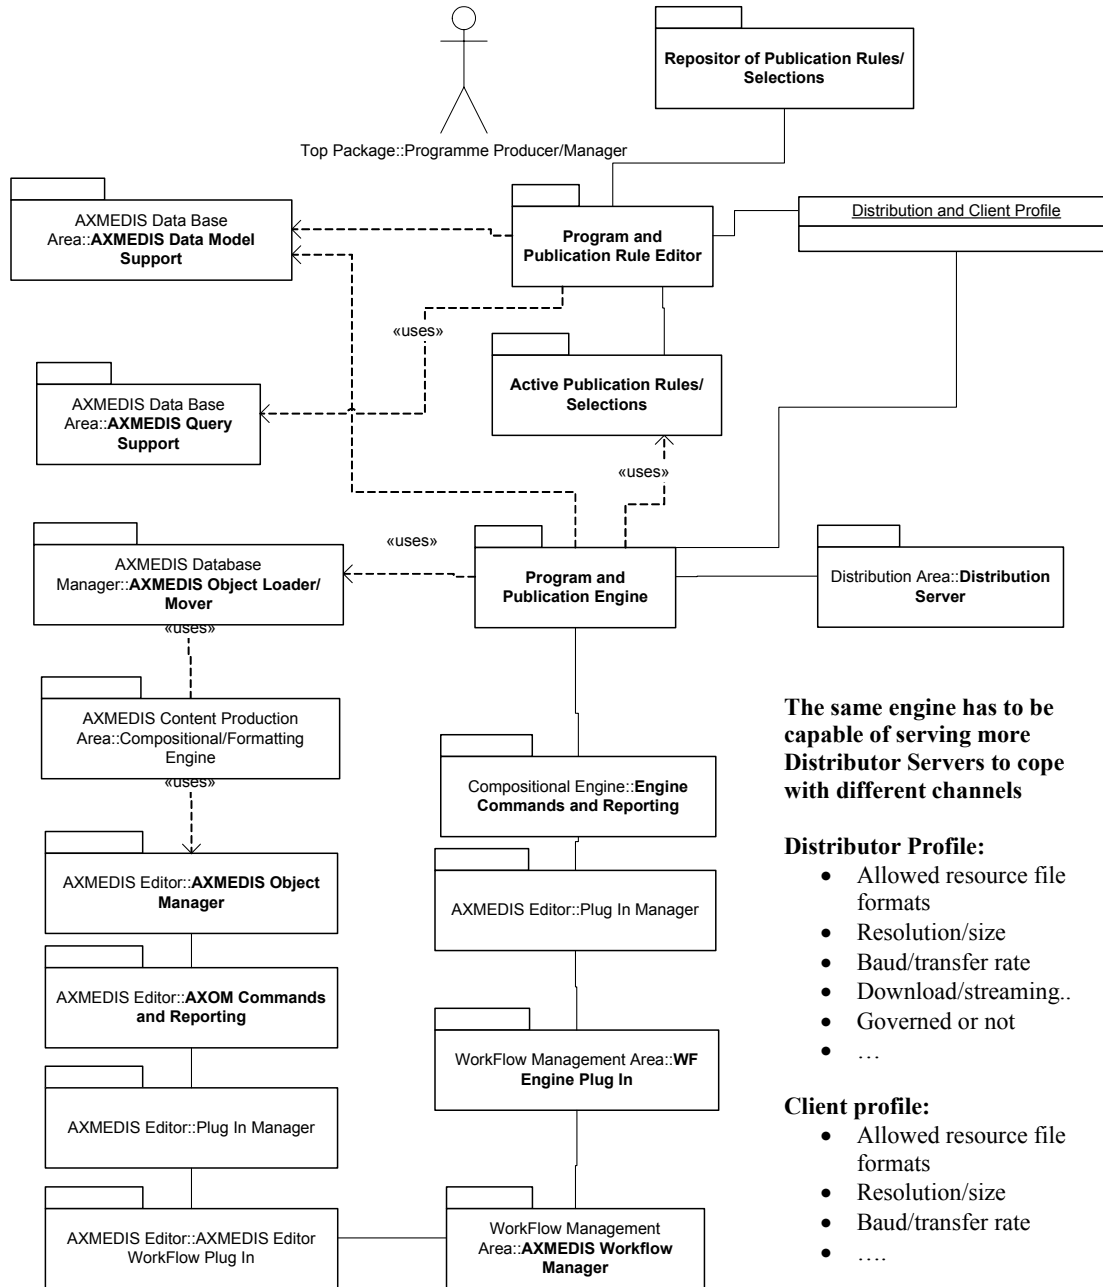 Repositor of Publication Rules/
Selections
Top Package::Programme Producer/Manager
AXMEDIS Data Base
Area::AXMEDIS Data Model
Support
Program and
Publication Rule Editor
Distribution and Client Profile
«uses»
AXMEDIS Data Base
Area::AXMEDIS Query
Support
Active Publication Rules/
Selections
«uses»
«uses»
AXMEDIS Database
Manager::AXMEDIS Object Loader/
Mover
Program and
Publication Engine
Distribution Area::Distribution
Server
«uses»
AXMEDIS Content Production
Area::Compositional/Formatting
Engine
«uses»
AXMEDIS Editor::AXMEDIS Object
Manager
AXMEDIS Editor::AXOM Commands
and Reporting
AXMEDIS Editor::Plug In Manager
AXMEDIS Editor::AXMEDIS Editor
WorkFlow Plug In
Compositional Engine::Engine
Commands and Reporting
AXMEDIS Editor::Plug In Manager
WorkFlow Management Area::WF
Engine Plug In
WorkFlow Management
Area::AXMEDIS Workflow
Manager
The same engine has to be
capable of serving more
Distributor Servers to cope
with different channels
Distributor Profile:
• Allowed resource file
formats
• Resolution/size
• Baud/transfer rate
• Download/streaming..
• Governed or not
• …
Client profile:
• Allowed resource file
formats
• Resolution/size
• Baud/transfer rate
• ….